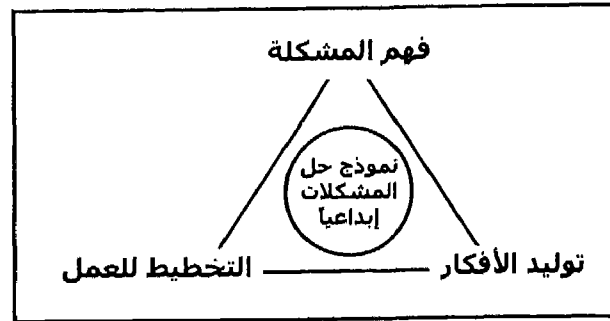 فهم المشكلة
نموذج حل
المشكلات
إبداعياً
توليد الأفكار
التخطيط للعمل